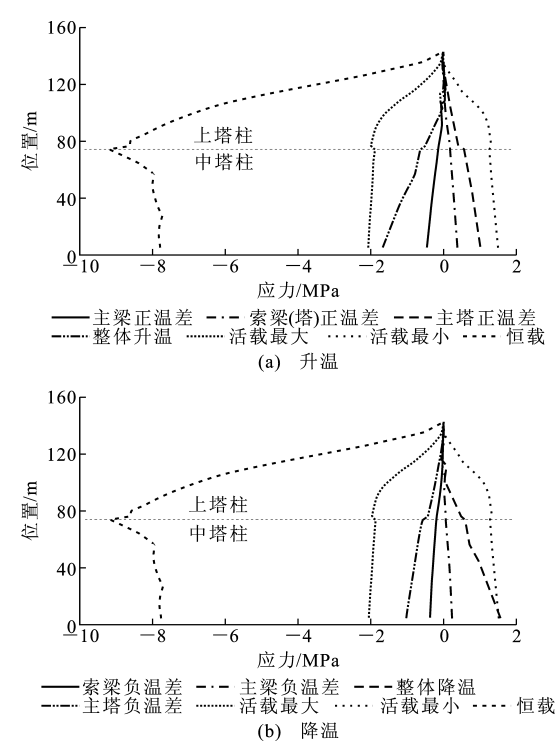 160
120
80
40
0
位置/m
上塔柱
中塔柱
−10 −8 −6 −4 −2 0 2
应力/MPa
主梁正温差 索梁(塔)正温差 主塔正温差
整体升温 活载最大 活载最小 恒载
(a) 升温
160
120
80
40
0
位置/m
上塔柱
中塔柱
−10 −8 −6 −4 −2 0 2
应力/MPa
索梁负温差 主梁负温差 整体降温
主塔负温差 活载最大 活载最小 恒载
(b) 降温